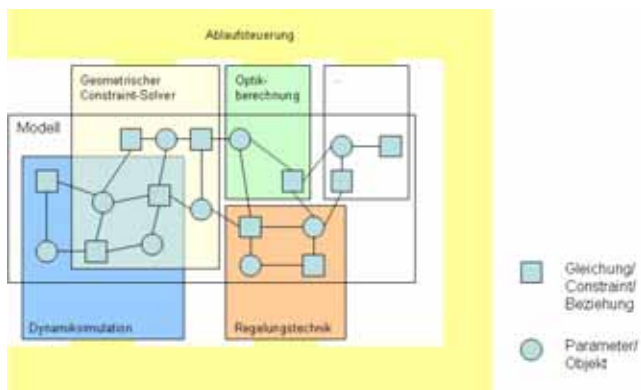 Ablaufsteuerung
Geometrischer
Constraint-Solver
Optik-
berechnung
...
Modell
Dynamiksimulation
Regelungstechnik
Gleichung/
Constraint/
Beziehung
Parameter/
Objekt